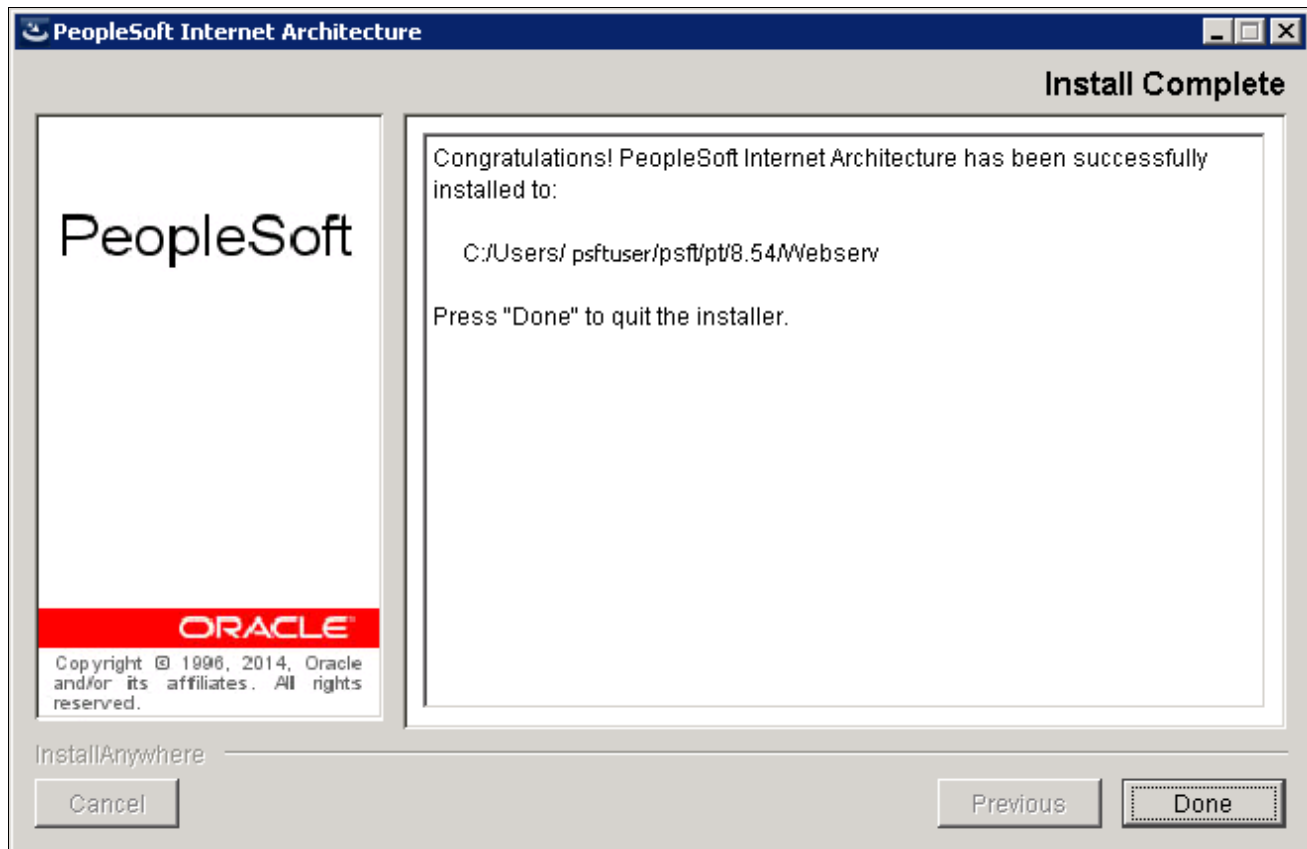 PeopleSoft Internet Architecture
Install Complete
PeopleSoft
ORACLE
Copyright © 1996, 2014, Oracle
and/or its affiliates. All rights
reserved.
Congratulations! PeopleSoft Internet Architecture has been successfully
installed to:
C:/Users/ psftuser/psft/pt/8.54/Webserv
Press "Done" to quit the installer.
InstallAnywhere
Cancel
Previous
Done